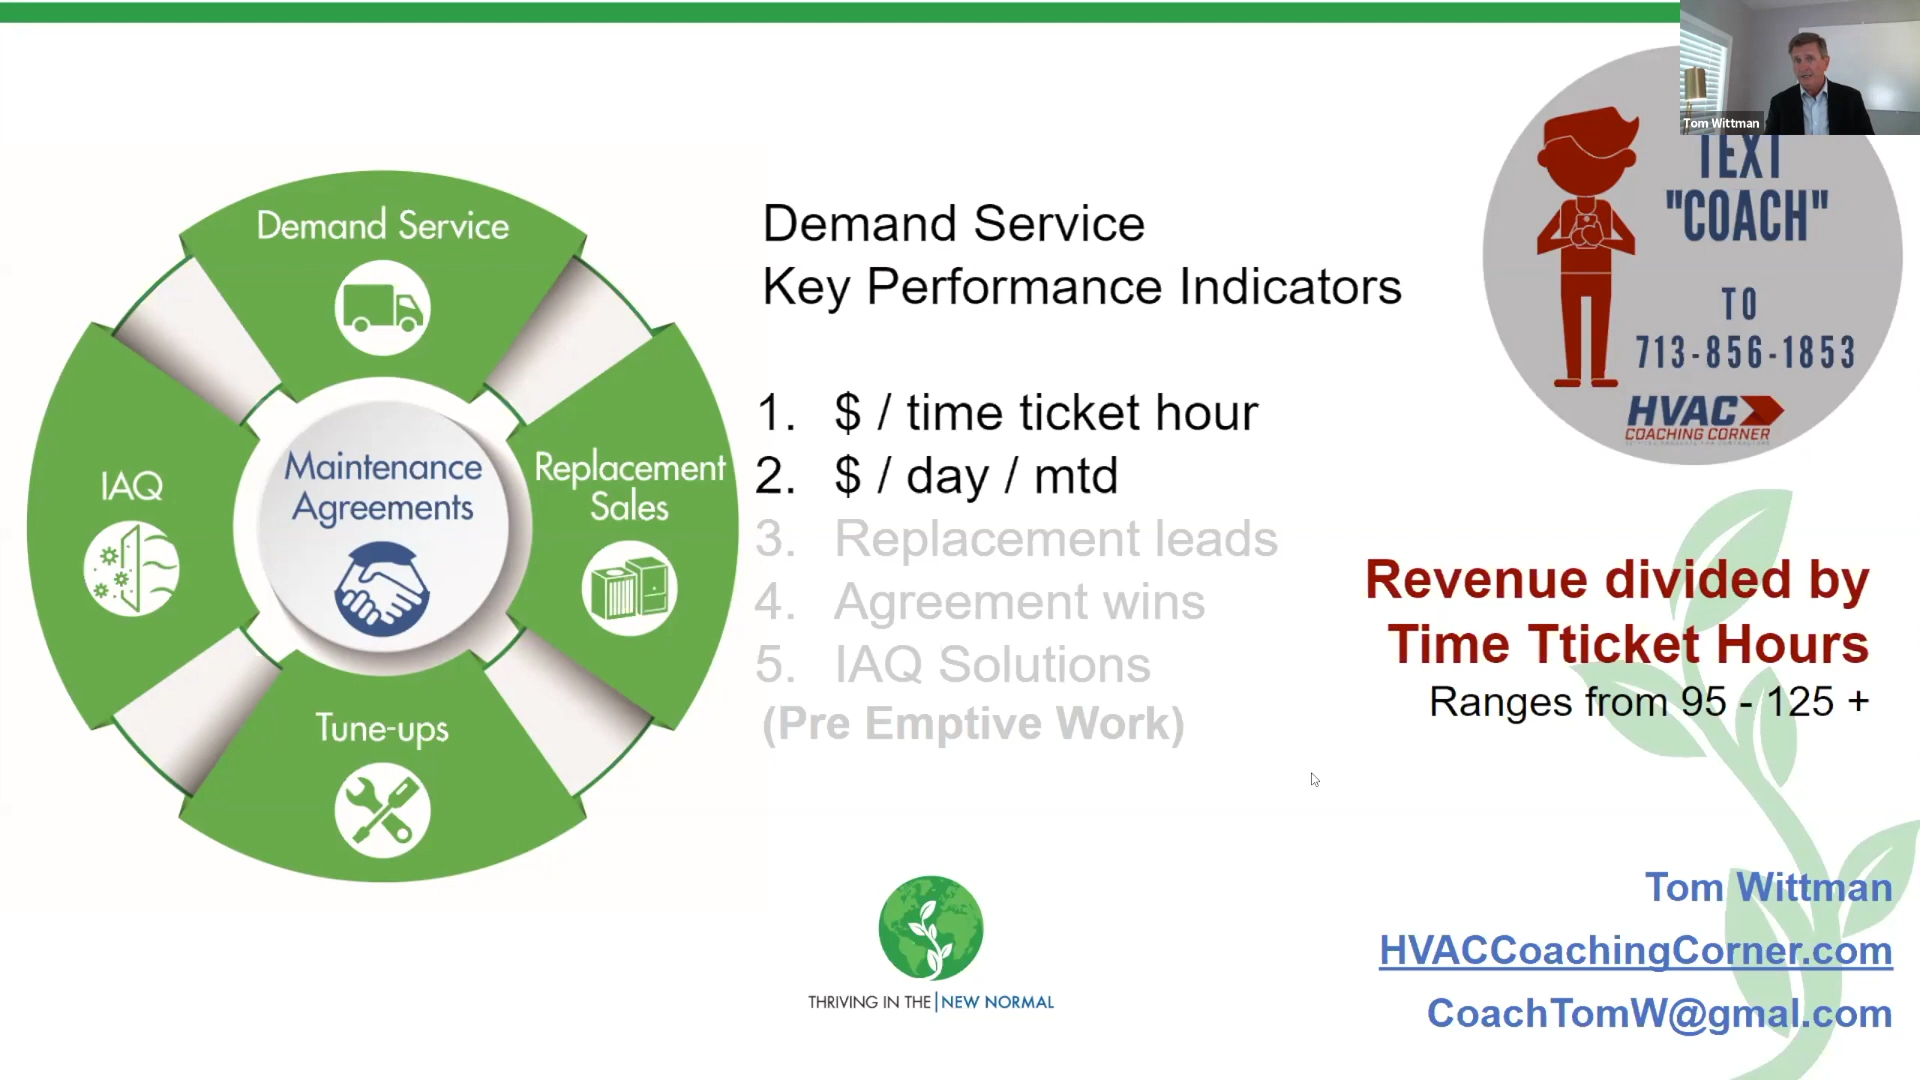 Tom Wittman
TEXT
"COACH"
TO
713-856-1853
HVAC
COACHING CORNER
Demand Service
IAQ
Maintenance
Agreements
Replacement
Sales
Tune-ups
Demand Service
Key Performance Indicators
1. $ / time ticket hour
2. $ / day / mtd
3. Replacement leads
4. Agreement wins
5. IAQ Solutions
(Pre Emptive Work)
Revenue divided by
Time Tticket Hours
Ranges from 95 - 125 +
THRIVING IN THE|NEW NORMAL
Tom Wittman
HVACCoachingCorner.com
CoachTomW@gmal.com